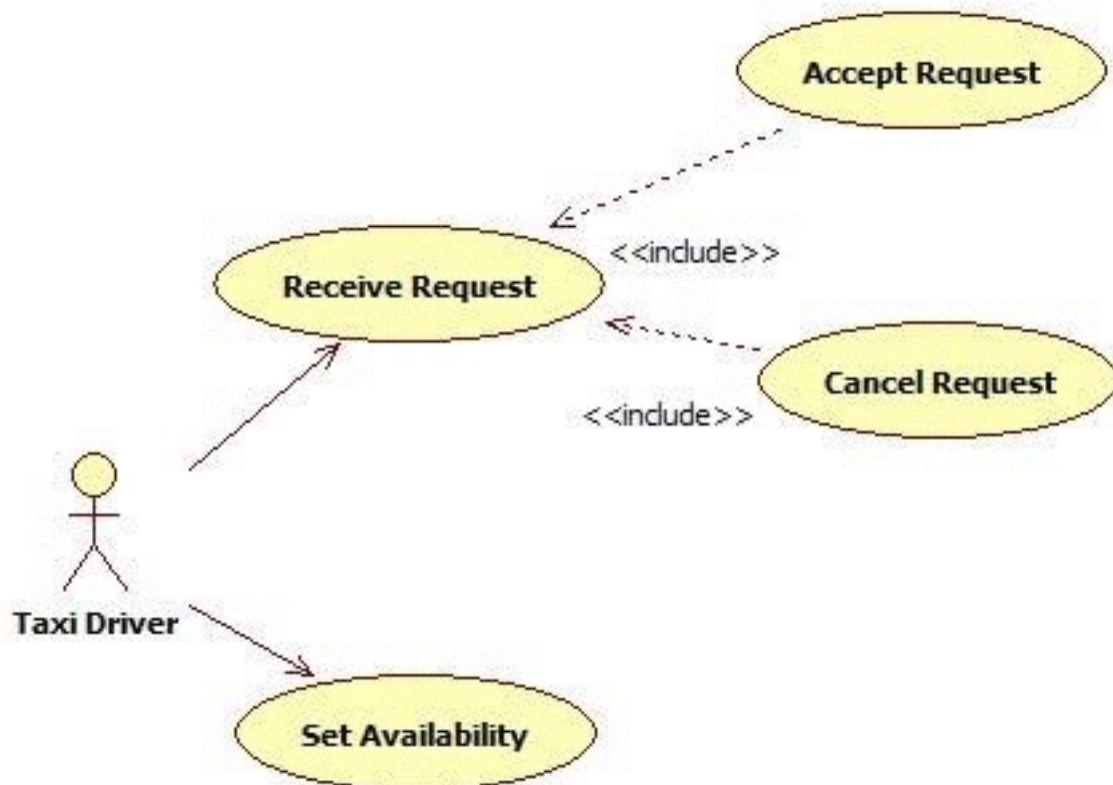 Accept Request
<<include>>
Receive Request
Cancel Request
<<include>>
Taxi Driver
Set Availability